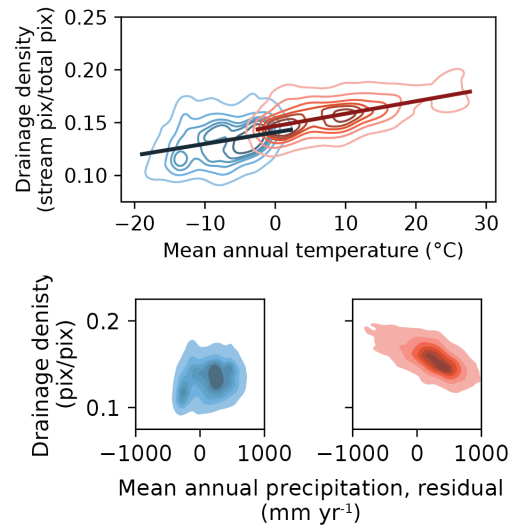 Drainage density
(stream pix/total pix)
0.25
0.20
0.15
0.10
−20
−10
0
10
20
30
Mean annual temperature (°C)
Drainage denisty
(pix/pix)
0.2
0.1
−1000
0
1000
−1000
0
1000
Mean annual precipitation, residual
(mm yr-1)